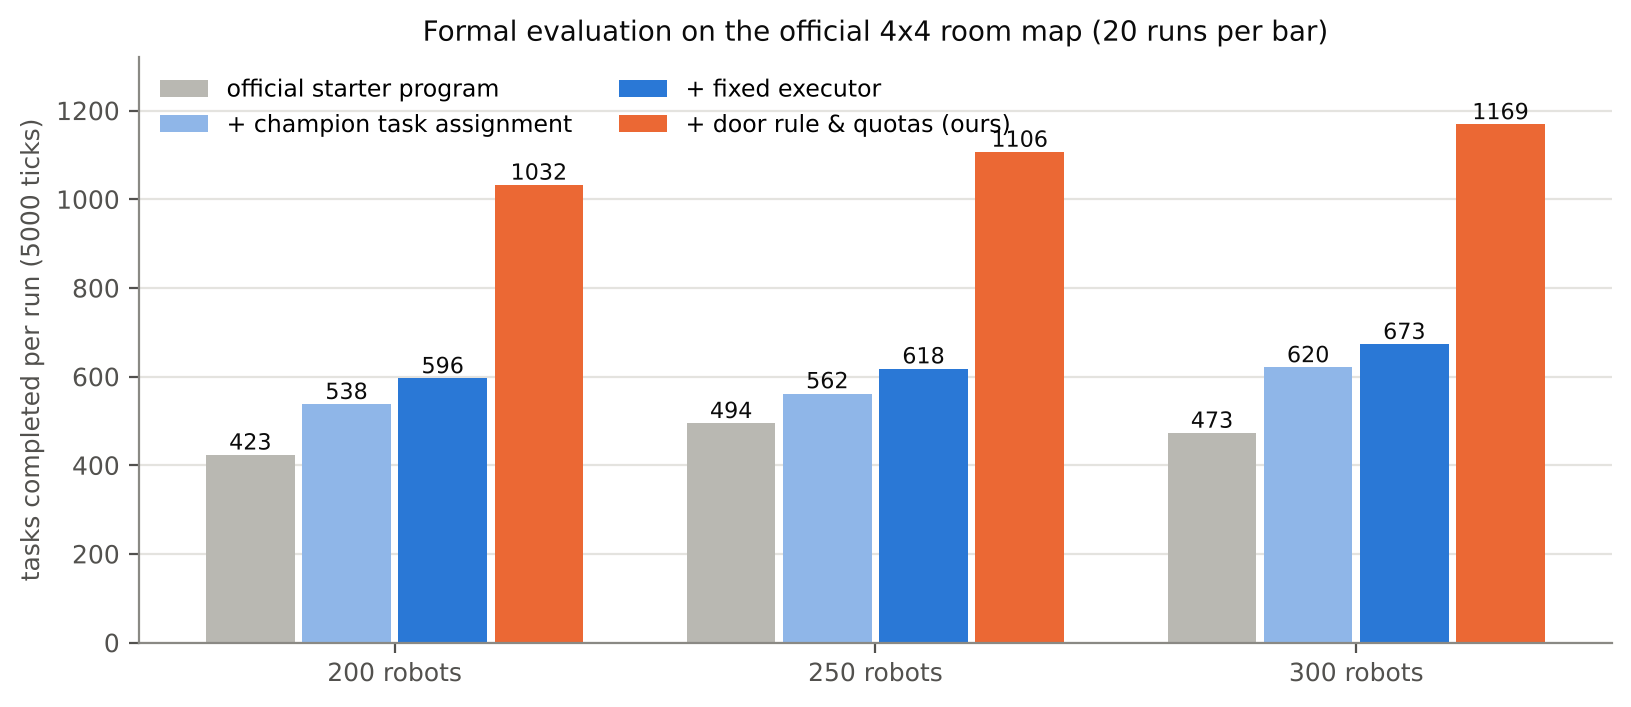 Formal evaluation on the official 4x4 room map (20 runs per bar)
official starter program
+ champion task assignment
+ fixed executor
+ door rule & quotas (ours)
tasks completed per run (5000 ticks)
1200
1000
800
600
400
200
0
423
538
596
1032
494
562
618
1106
473
620
673
1169
200 robots
250 robots
300 robots